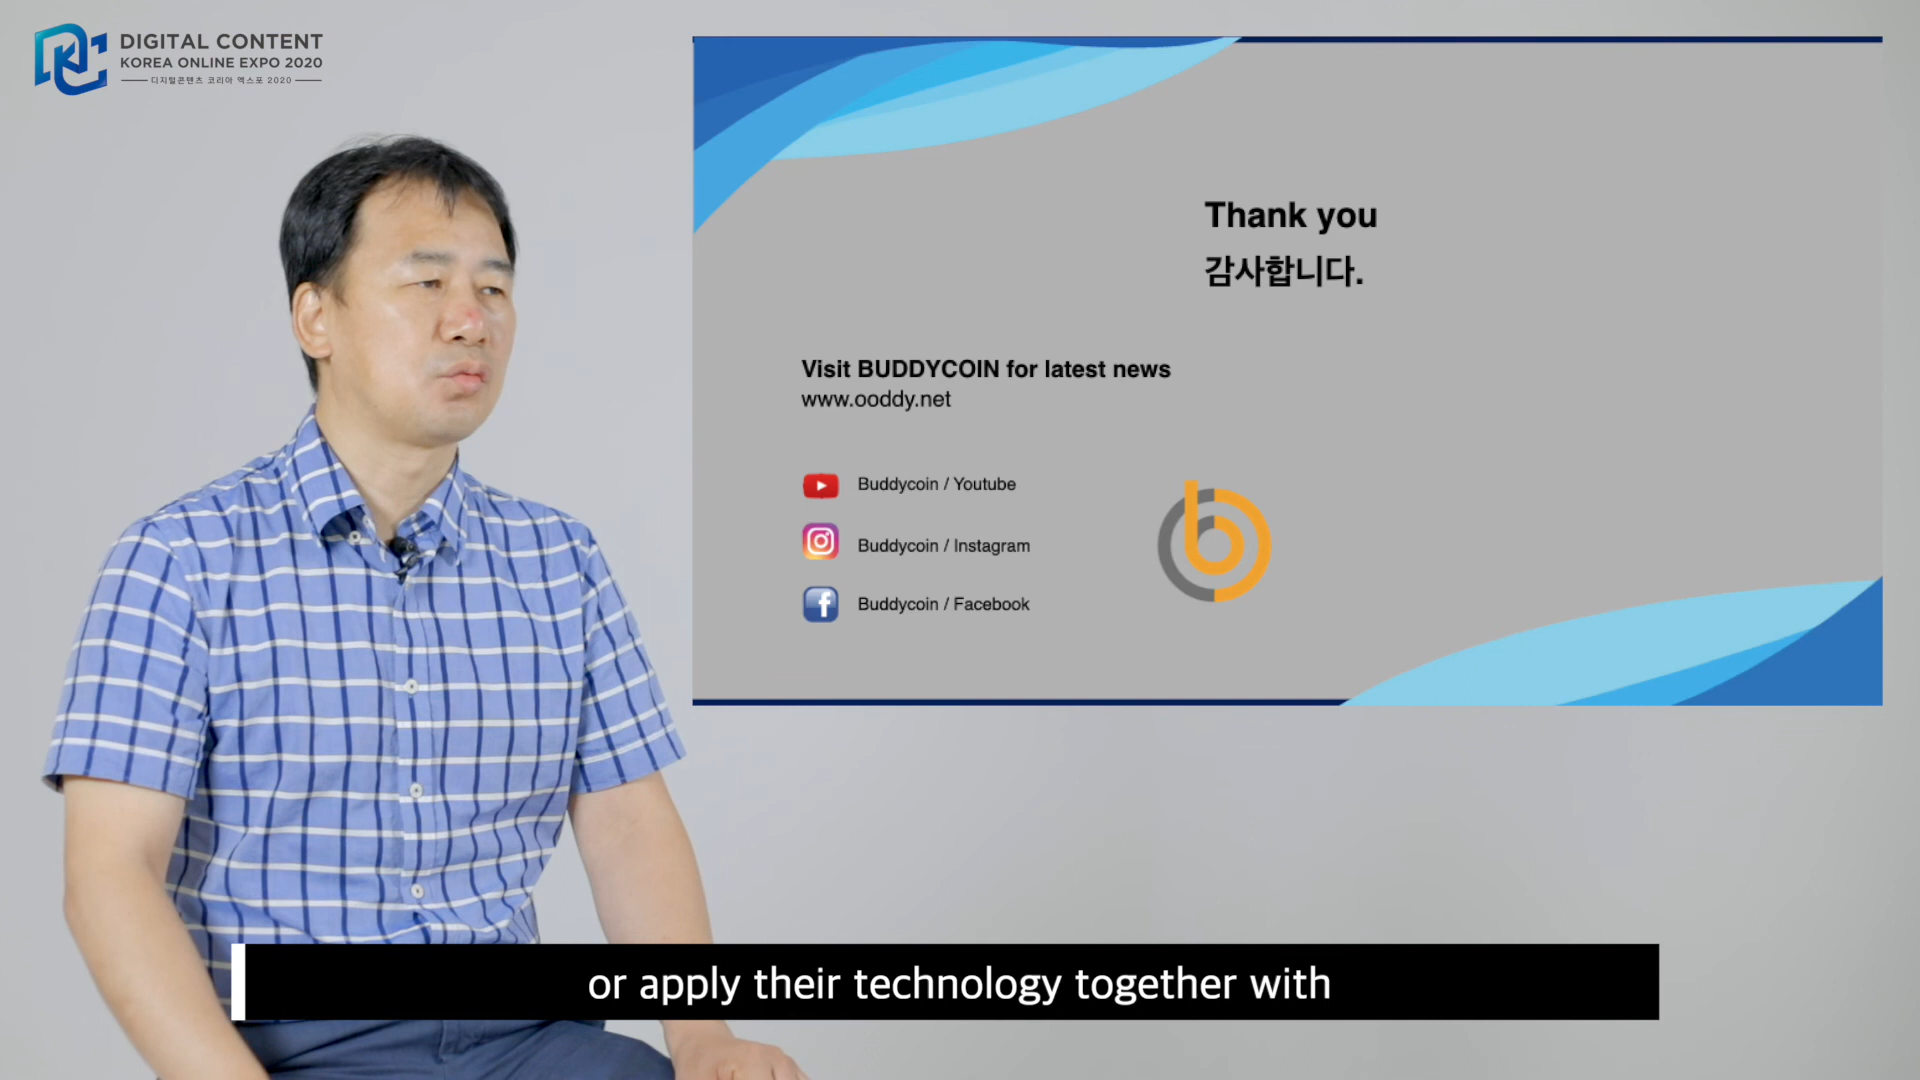 DIGITAL CONTENT
KOREA ONLINE EXPO 2020
디지털콘텐츠 코리아 엑스포 2020
Thank you
감사합니다.
Visit BUDDYCOIN for latest news
www.ooddy.net
Buddycoin / Youtube
Buddycoin / Instagram
Buddycoin / Facebook
or apply their technology together with